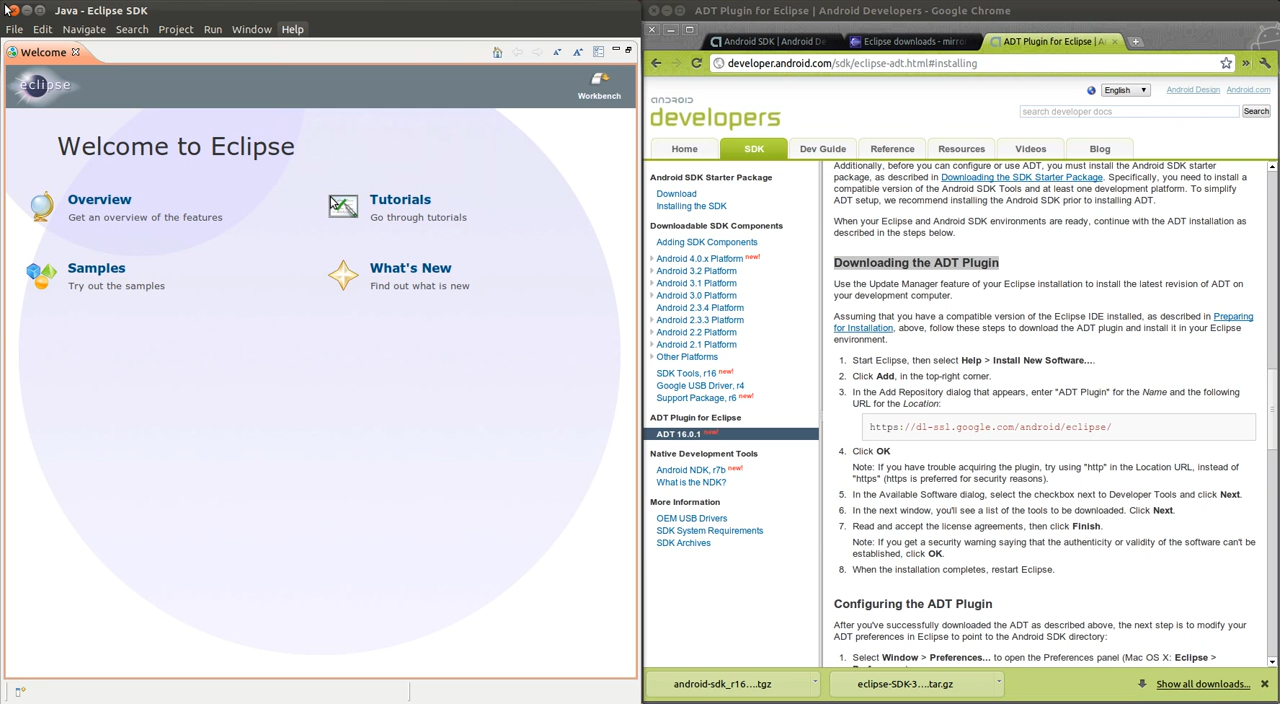 Java - Eclipse SDK
File Edit Navigate Search Project Run Window Help
Welcome
eclipse
Workbench
Welcome to Eclipse
Overview
Get an overview of the features
Tutorials
Go through tutorials
Samples
Try out the samples
What's New
Find out what is new
ADT Plugin for Eclipse | Android Developers - Google Chrome
Android SDK | Android De
Eclipse downloads - mirro
ADT Plugin for Eclipse | A
developer.android.com/sdk/eclipse-adt.html#installing
English
Android Design Android.com
android
developers
search developer docs
Search
Home SDK Dev Guide Reference Resources Videos Blog
Android SDK Starter Package
Download
Installing the SDK
Downloadable SDK Components
Adding SDK Components
Android 4.0.x Platform new!
Android 3.2 Platform
Android 3.1 Platform
Android 3.0 Platform
Android 2.3.4 Platform
Android 2.3.3 Platform
Android 2.2 Platform
Android 2.1 Platform
Other Platforms
SDK Tools, r16 new!
Google USB Driver, r4
Support Package, r6 new!
ADT Plugin for Eclipse
ADT 16.0.1 new!
Native Development Tools
Android NDK, r7b new!
What is the NDK?
More Information
OEM USB Drivers
SDK System Requirements
SDK Archives
Additionally, before you can configure or use ADT, you must install the Android SDK starter
package, as described in Downloading the SDK Starter Package. Specifically, you need to install a
compatible version of the Android SDK Tools and at least one development platform. To simplify
ADT setup, we recommend installing the Android SDK prior to installing ADT.
When your Eclipse and Android SDK environments are ready, continue with the ADT installation as
described in the steps below.
Downloading the ADT Plugin
Use the Update Manager feature of your Eclipse installation to install the latest revision of ADT on
your development computer.
Assuming that you have a compatible version of the Eclipse IDE installed, as described in Preparing
for Installation, above, follow these steps to download the ADT plugin and install it in your Eclipse
environment.
1. Start Eclipse, then select Help > Install New Software....
2. Click Add, in the top-right corner.
3. In the Add Repository dialog that appears, enter "ADT Plugin" for the Name and the following
URL for the Location:
https://dl-ssl.google.com/android/eclipse/
4. Click OK
Note: If you have trouble acquiring the plugin, try using "http" in the Location URL, instead of
"https" (https is preferred for security reasons).
5. In the Available Software dialog, select the checkbox next to Developer Tools and click Next.
6. In the next window, you'll see a list of the tools to be downloaded. Click Next.
7. Read and accept the license agreements, then click Finish.
Note: If you get a security warning saying that the authenticity or validity of the software can't be
established, click OK.
8. When the installation completes, restart Eclipse.
Configuring the ADT Plugin
After you've successfully downloaded the ADT as described above, the next step is to modify your
ADT preferences in Eclipse to point to the Android SDK directory:
1. Select Window > Preferences... to open the Preferences panel (Mac OS X: Eclipse >
android-sdk_r16....tgz
eclipse-SDK-3....tar.gz
Show all downloads...